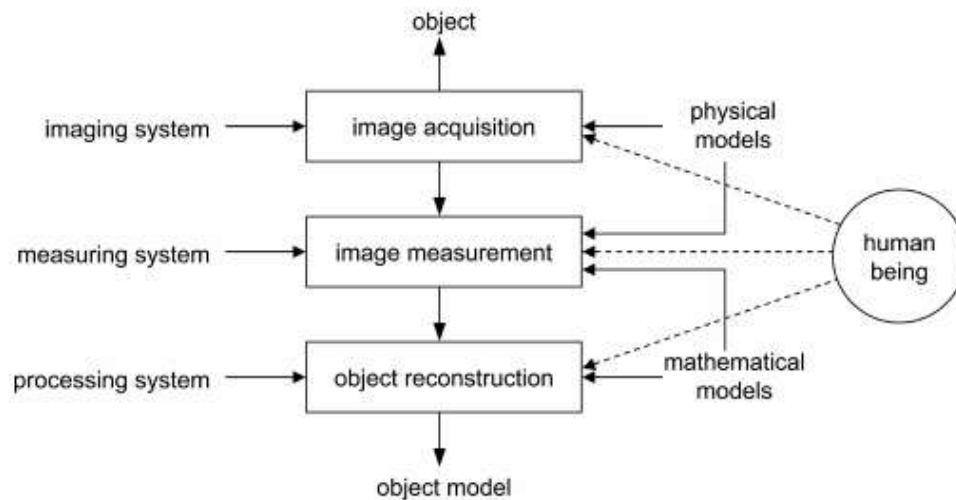 object
imaging system
image acquisition
physical
models
measuring system
image measurement
human
being
processing system
object reconstruction
mathematical
models
object model